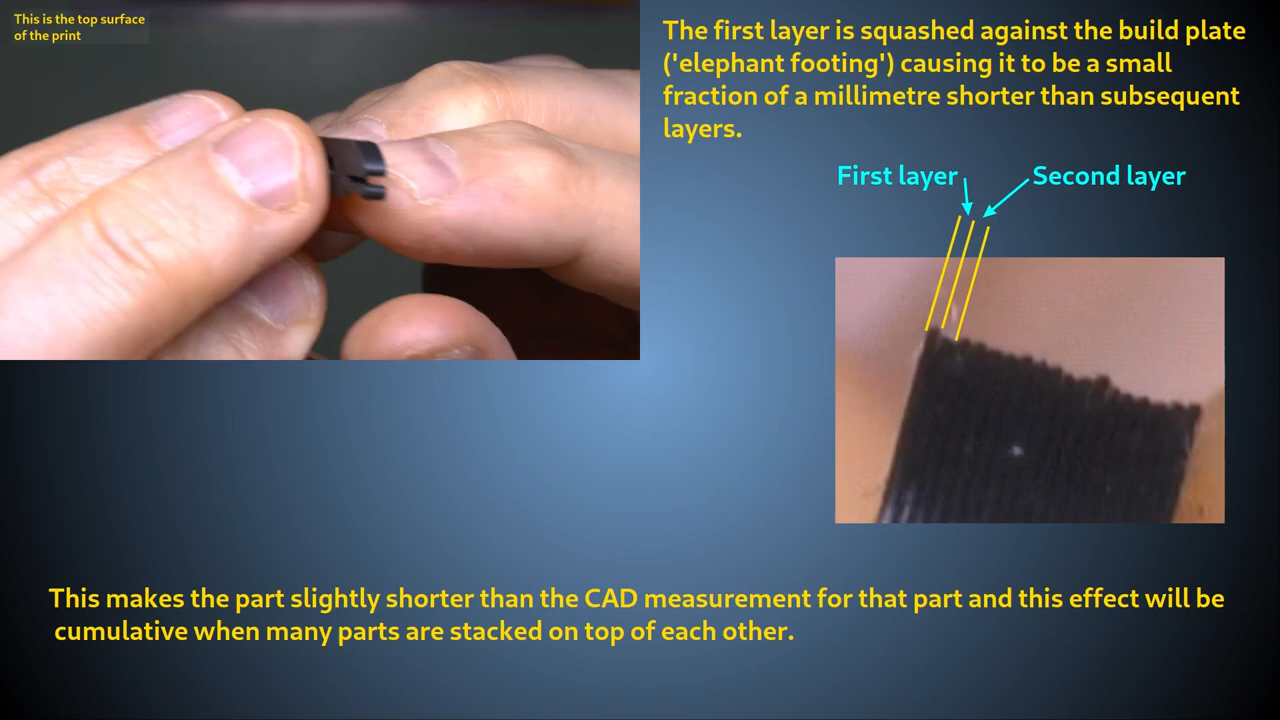 This is the top surface
of the print
The first layer is squashed against the build plate
('elephant footing') causing it to be a small
fraction of a millimetre shorter than subsequent
layers.
First layer
Second layer
This makes the part slightly shorter than the CAD measurement for that part and this effect will be
cumulative when many parts are stacked on top of each other.